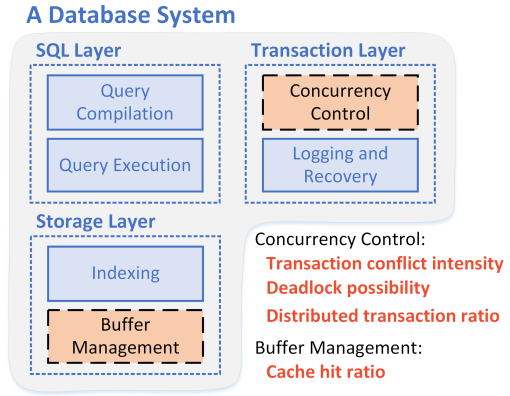 A Database System
SQL Layer
Query
Compilation
Query Execution
Transaction Layer
Concurrency
Control
Logging and
Recovery
Storage Layer
Indexing
Buffer
Management
Concurrency Control:
Transaction conflict intensity
Deadlock possibility
Distributed transaction ratio
Buffer Management:
Cache hit ratio